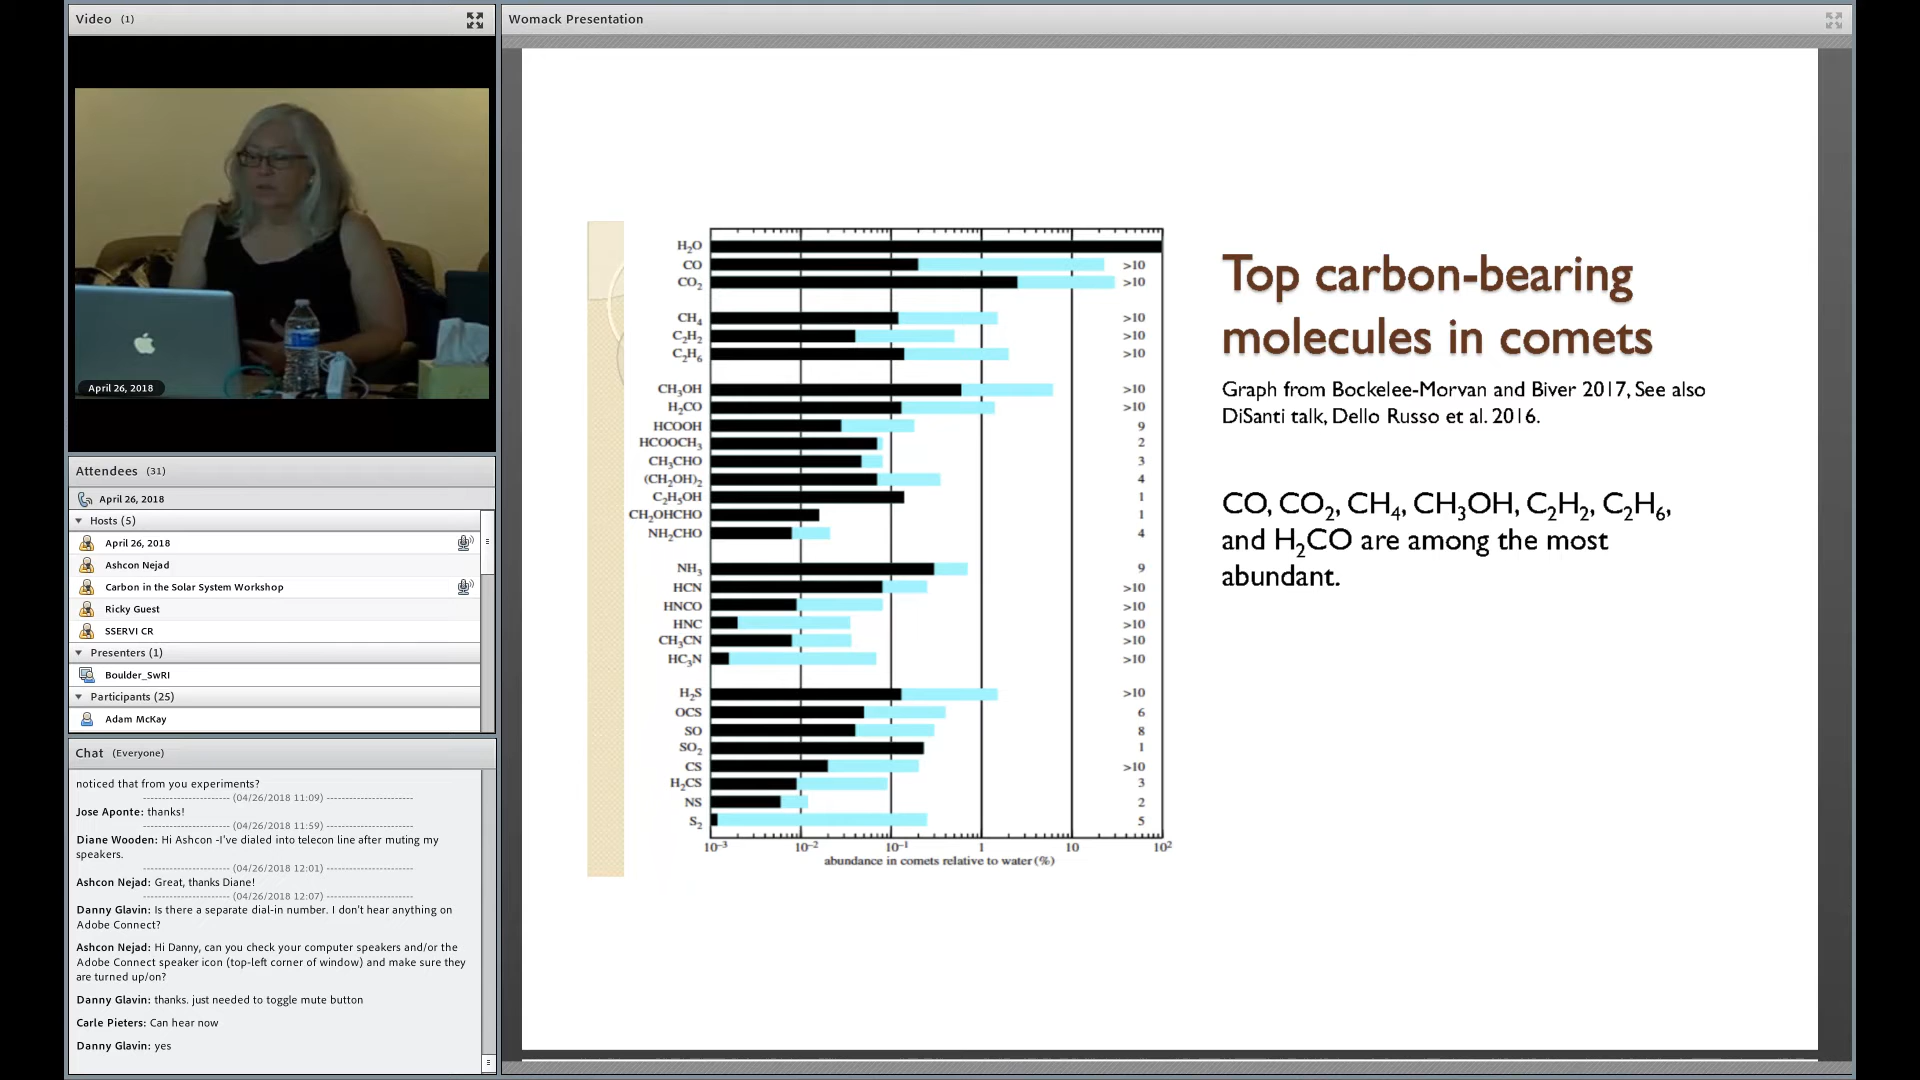 Video (1)
April 26, 2018
Attendees (31)
April 26, 2018
Hosts (5)
April 26, 2018
Ashcon Nejad
Carbon in the Solar System Workshop
Ricky Guest
SSERVI CR
Presenters (1)
Boulder_SwRI
Participants (25)
Adam McKay
Chat (Everyone)
noticed that from you experiments?
----------------------- (04/26/2018 11:09) -----------------------
Jose Aponte: thanks!
----------------------- (04/26/2018 11:59) -----------------------
Diane Wooden: Hi Ashcon -I've dialed into telecon line after muting my
speakers.
----------------------- (04/26/2018 12:01) -----------------------
Ashcon Nejad: Great, thanks Diane!
----------------------- (04/26/2018 12:07) -----------------------
Danny Glavin: Is there a separate dial-in number. I don't hear anything on
Adobe Connect?
Ashcon Nejad: Hi Danny, can you check your computer speakers and/or the
Adobe Connect speaker icon (top-left corner of window) and make sure they
are turned up/on?
Danny Glavin: thanks. just needed to toggle mute button
Carle Pieters: Can hear now
Danny Glavin: yes
Womack Presentation
H₂O
CO >10
CO₂ >10
CH₄ >10
C₂H₂ >10
C₂H₆ >10
CH₃OH >10
H₂CO >10
HCOOH 9
HCOOCH₃ 2
CH₃CHO 3
(CH₂OH)₂ 4
C₂H₅OH 1
CH₂OHCHO 1
NH₂CHO 4
NH₃ 9
HCN >10
HNCO >10
HNC >10
CH₃CN >10
HC₃N >10
H₂S >10
OCS 6
SO 8
SO₂ 1
CS >10
H₂CS 3
NS 2
S₂ 5
10⁻³ 10⁻² 10⁻¹ 1 10 10²
abundance in comets relative to water (%)
Top carbon-bearing
molecules in comets
Graph from Bockelee-Morvan and Biver 2017, See also
DiSanti talk, Dello Russo et al. 2016.
CO, CO₂, CH₄, CH₃OH, C₂H₂, C₂H₆,
and H₂CO are among the most
abundant.